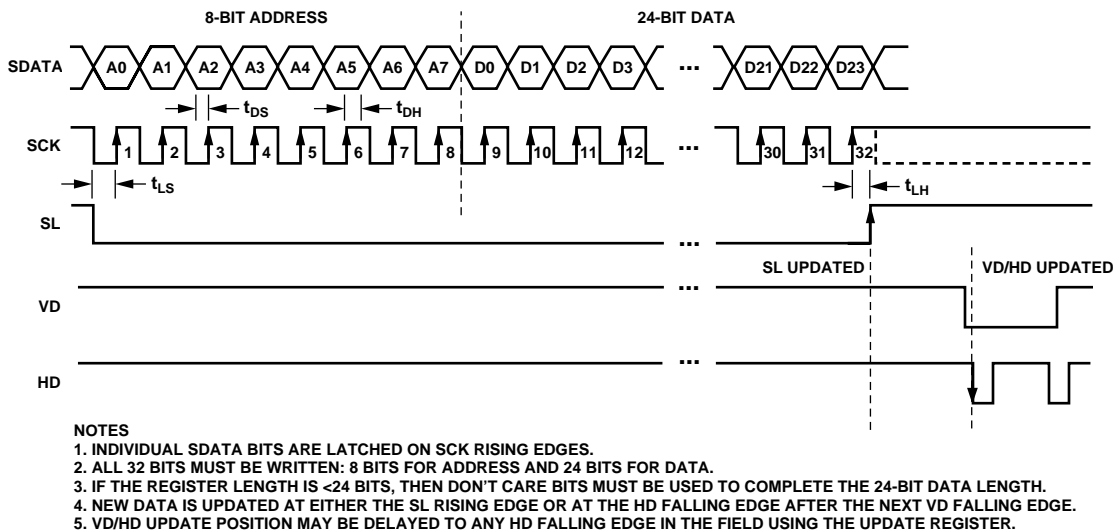 8-BIT ADDRESS 24-BIT DATA
SDATA A0 A1 A2 A3 A4 A5 A6 A7 D0 D1 D2 D3 ... D21 D22 D23
tDS tDH
SCK 1 2 3 4 5 6 7 8 9 10 11 12 ... 30 31 32
tLS tLH
SL ...
SL UPDATED VD/HD UPDATED
VD ...
HD ...
NOTES
1. INDIVIDUAL SDATA BITS ARE LATCHED ON SCK RISING EDGES.
2. ALL 32 BITS MUST BE WRITTEN: 8 BITS FOR ADDRESS AND 24 BITS FOR DATA.
3. IF THE REGISTER LENGTH IS <24 BITS, THEN DON'T CARE BITS MUST BE USED TO COMPLETE THE 24-BIT DATA LENGTH.
4. NEW DATA IS UPDATED AT EITHER THE SL RISING EDGE OR AT THE HD FALLING EDGE AFTER THE NEXT VD FALLING EDGE.
5. VD/HD UPDATE POSITION MAY BE DELAYED TO ANY HD FALLING EDGE IN THE FIELD USING THE UPDATE REGISTER.